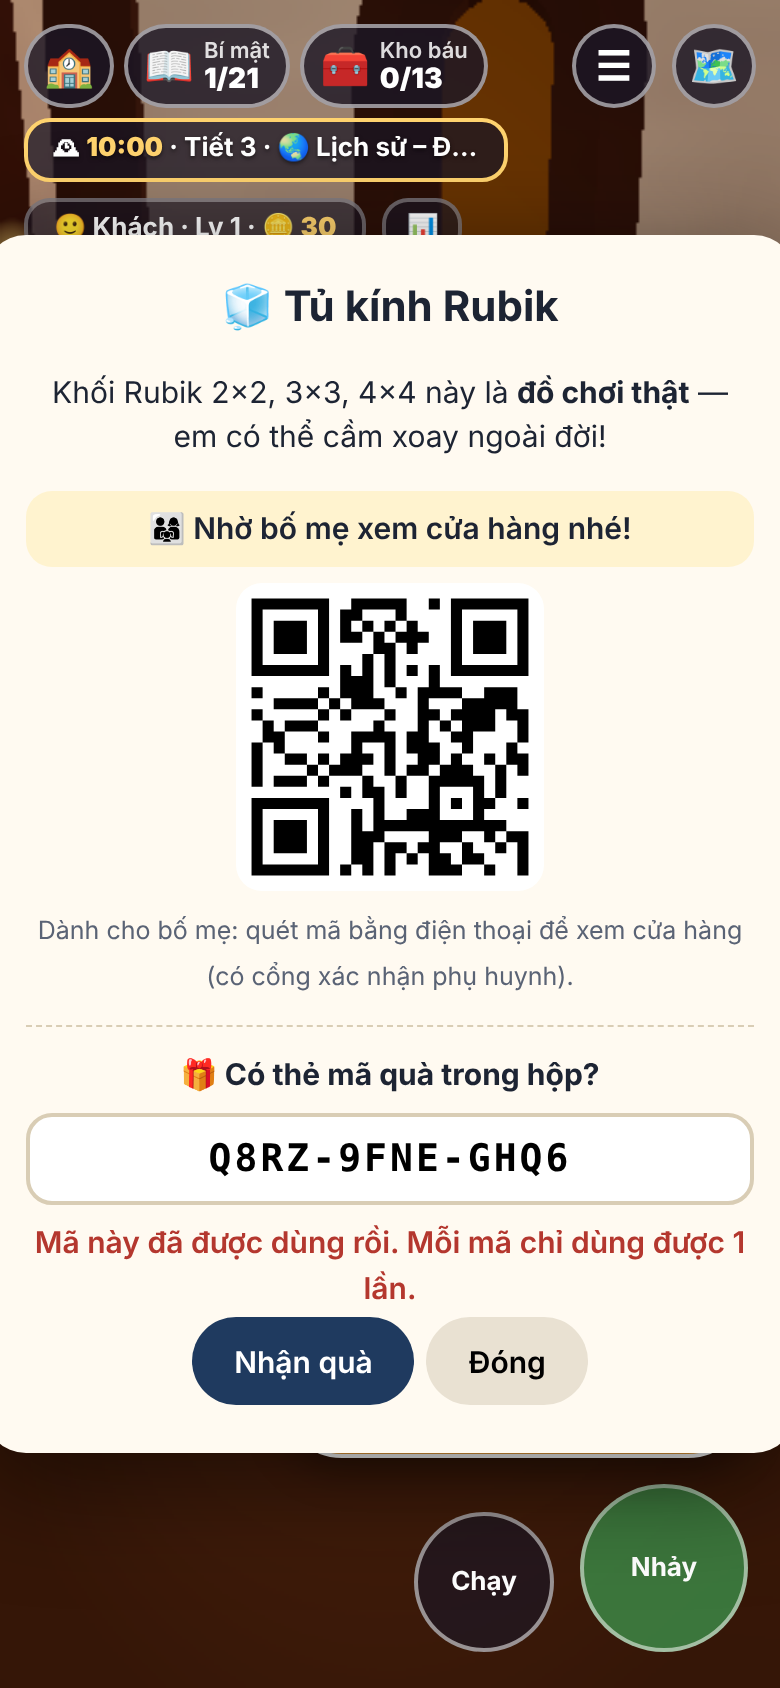 Bí mật
1/21
Kho báu
0/13
10:00 · Tiết 3 · Lịch sử – Đ...
Khách · Lv 1 · 30
Tủ kính Rubik
Khối Rubik 2×2, 3×3, 4×4 này là đồ chơi thật —
em có thể cầm xoay ngoài đời!
Nhờ bố mẹ xem cửa hàng nhé!
Dành cho bố mẹ: quét mã bằng điện thoại để xem cửa hàng
(có cổng xác nhận phụ huynh).
Có thẻ mã quà trong hộp?
Q8RZ-9FNE-GHQ6
Mã này đã được dùng rồi. Mỗi mã chỉ dùng được 1
lần.
Nhận quà
Đóng
Chạy
Nhảy